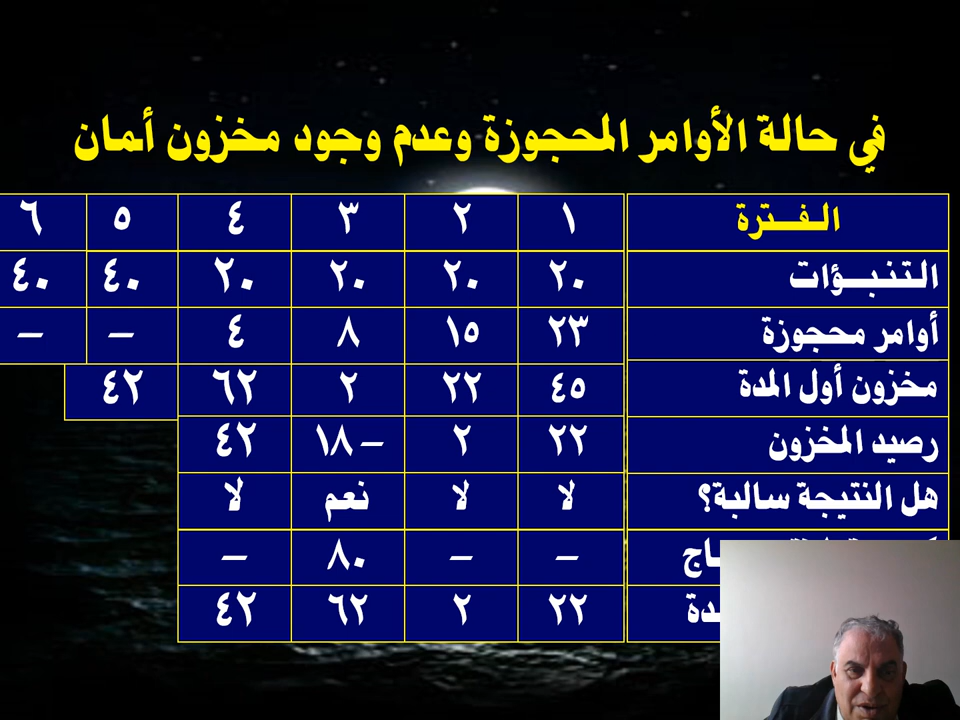 في حالة الأوامر المحجوزة وعدم وجود مخزون أمان
الـفــترة ١ ٢ ٣ ٤ ٥ ٦
الـتـنـبــؤات ٢٠ ٢٠ ٢٠ ٢٠ ٤٠ ٤٠
أوامر محجوزة ٢٣ ١٥ ٨ ٤ – –
مخزون أول المدة ٤٥ ٢٢ ٢ ٦٢ ٤٢
رصيد المخزون ٢٢ ٢ – ١٨ ٤٢
هل النتيجة سالبة؟ لا لا نعم لا
– – ٨٠ –
٢٢ ٢ ٦٢ ٤٢